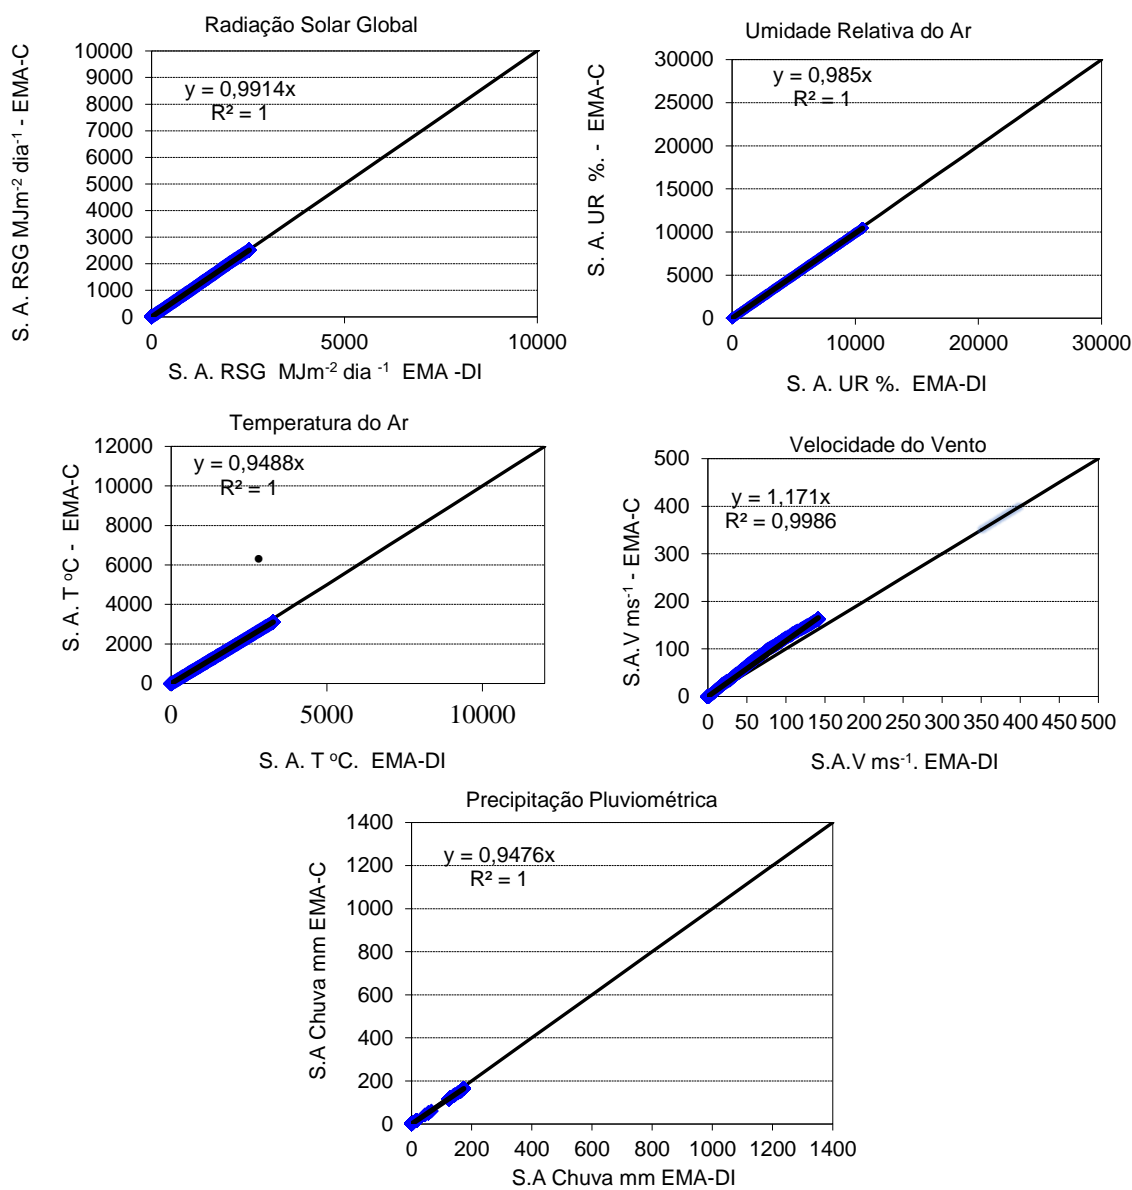 Radiação Solar Global
10000
9000
8000
7000
6000
5000
4000
3000
2000
1000
0
y = 0,9914x
R² = 1
0 5000 10000
S. A. RSG MJm⁻² dia⁻¹ - EMA-C
S. A. RSG MJm⁻² dia ⁻¹ EMA -DI
Umidade Relativa do Ar
30000
25000
20000
15000
10000
5000
0
y = 0,985x
R² = 1
0 10000 20000 30000
S. A. UR %. - EMA-C
S. A. UR %. EMA-DI
Temperatura do Ar
12000
10000
8000
6000
4000
2000
0
y = 0,9488x
R² = 1
0 5000 10000
S. A. T ºC - EMA-C
S. A. T ºC. EMA-DI
Velocidade do Vento
500
400
300
200
100
0
y = 1,171x
R² = 0,9986
0 50 100 150 200 250 300 350 400 450 500
S.A.V ms⁻¹ - EMA-C
S.A.V ms⁻¹. EMA-DI
Precipitação Pluviométrica
1400
1200
1000
800
600
400
200
0
y = 0,9476x
R² = 1
0 200 400 600 800 1000 1200 1400
S.A Chuva mm EMA-C
S.A Chuva mm EMA-DI